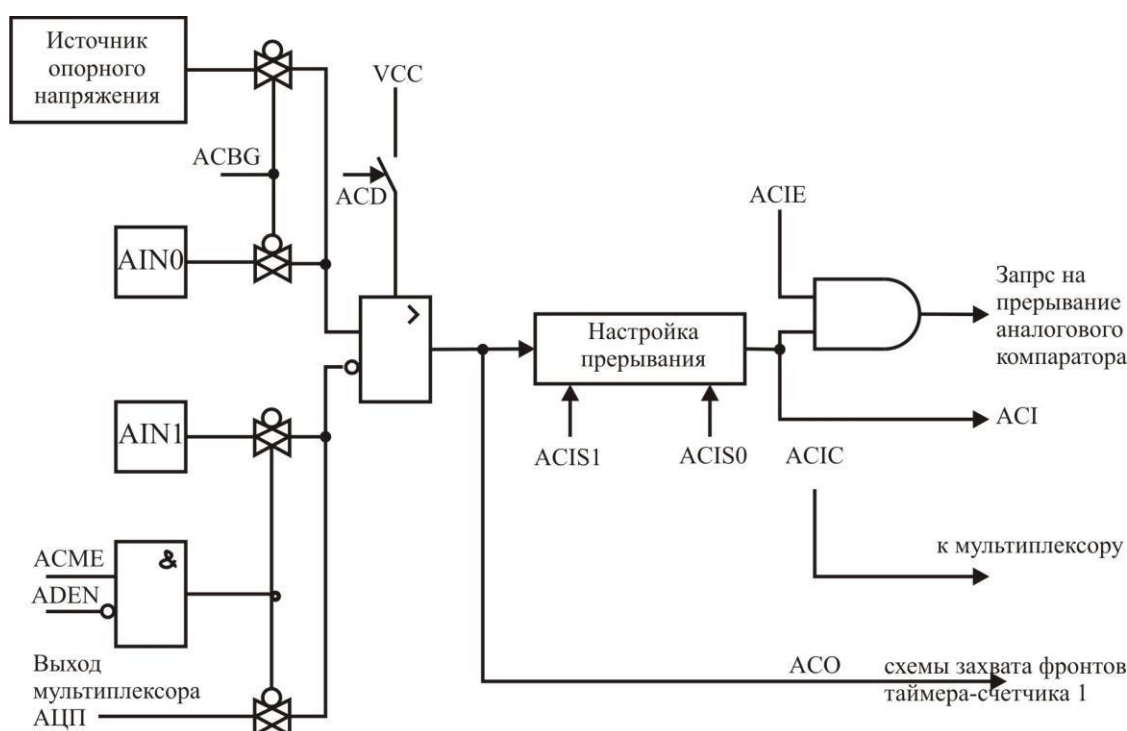 Источник
опорного
напряжения
VCC
ACBG
ACD
ACIE
AIN0
Запрс на
прерывание
аналогового
компаратора
>
Настройка
прерывания
AIN1
ACI
ACIS1
ACIS0
ACIC
ACME
&
ADEN
к мультиплексору
Выход
мультиплексора
АЦП
ACO
схемы захвата фронтов
таймера-счетчика 1